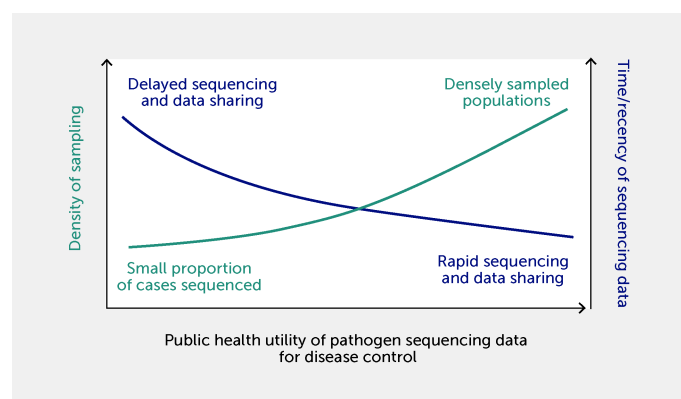 Delayed sequencing
and data sharing
Densely sampled
populations
Density of sampling
Time/recency of sequencing data
Small proportion
of cases sequenced
Rapid sequencing
and data sharing
Public health utility of pathogen sequencing data
for disease control